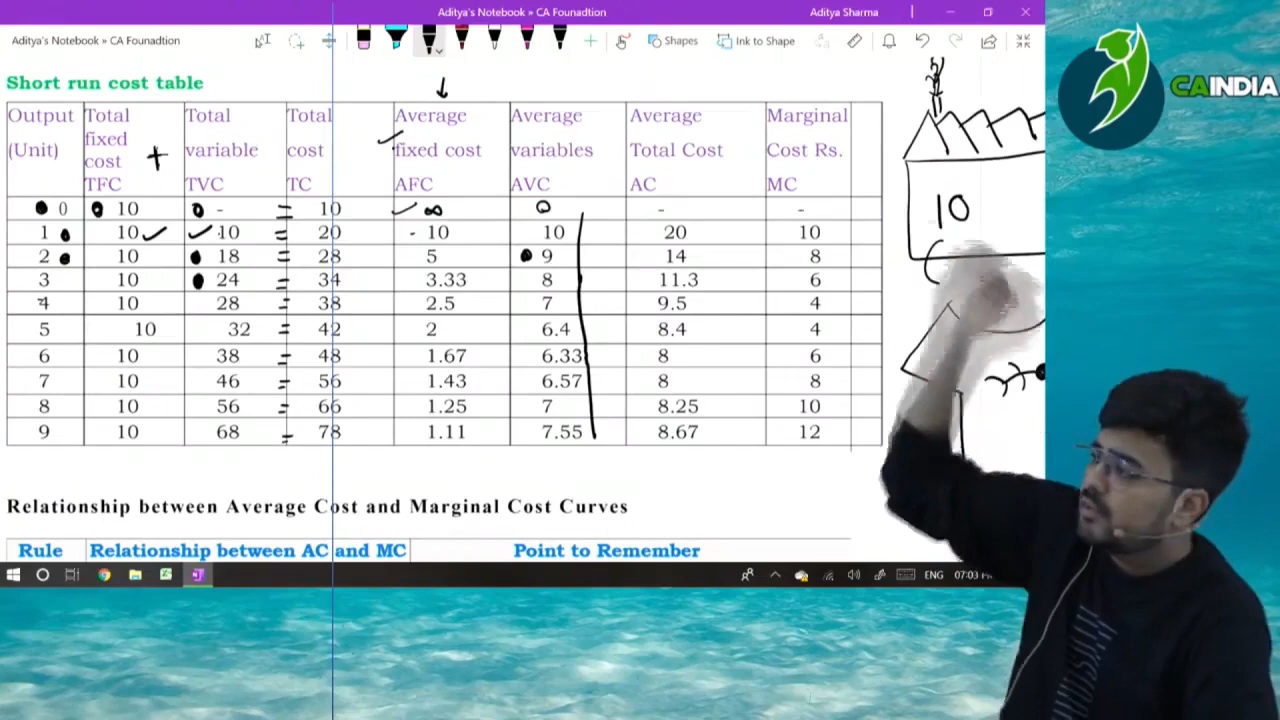 Aditya's Notebook » CA Founadtion
Aditya Sharma
Aditya's Notebook » CA Founadtion
Shapes
Ink to Shape
CAINDIA
Short run cost table
Output (Unit) | Total fixed cost TFC + | Total variable TVC | Total cost TC | Average fixed cost AFC | Average variables AVC | Average Total Cost AC | Marginal Cost Rs. MC
0 | 10 | - | = 10 | ∞ | 0 | - | -
1 | 10 | 10 | = 20 | - 10 | 10 | 20 | 10
2 | 10 | 18 | = 28 | 5 | 9 | 14 | 8
3 | 10 | 24 | = 34 | 3.33 | 8 | 11.3 | 6
4 | 10 | 28 | = 38 | 2.5 | 7 | 9.5 | 4
5 | 10 | 32 | = 42 | 2 | 6.4 | 8.4 | 4
6 | 10 | 38 | = 48 | 1.67 | 6.33 | 8 | 6
7 | 10 | 46 | = 56 | 1.43 | 6.57 | 8 | 8
8 | 10 | 56 | = 66 | 1.25 | 7 | 8.25 | 10
9 | 10 | 68 | = 78 | 1.11 | 7.55 | 8.67 | 12
10
Relationship between Average Cost and Marginal Cost Curves
Rule | Relationship between AC and MC | Point to Remember
ENG